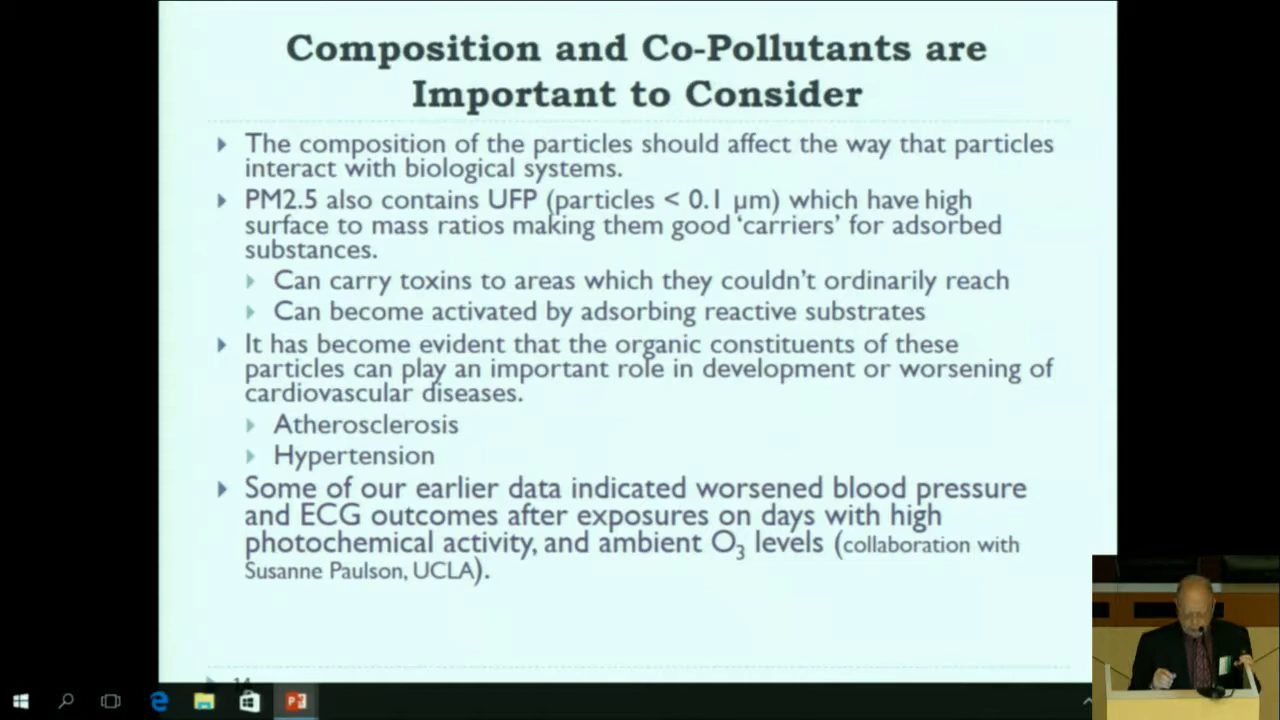 Composition and Co-Pollutants are
Important to Consider
The composition of the particles should affect the way that particles
interact with biological systems.
PM2.5 also contains UFP (particles < 0.1 µm) which have high
surface to mass ratios making them good ‘carriers’ for adsorbed
substances.
Can carry toxins to areas which they couldn’t ordinarily reach
Can become activated by adsorbing reactive substrates
It has become evident that the organic constituents of these
particles can play an important role in development or worsening of
cardiovascular diseases.
Atherosclerosis
Hypertension
Some of our earlier data indicated worsened blood pressure
and ECG outcomes after exposures on days with high
photochemical activity, and ambient O₃ levels (collaboration with
Susanne Paulson, UCLA).